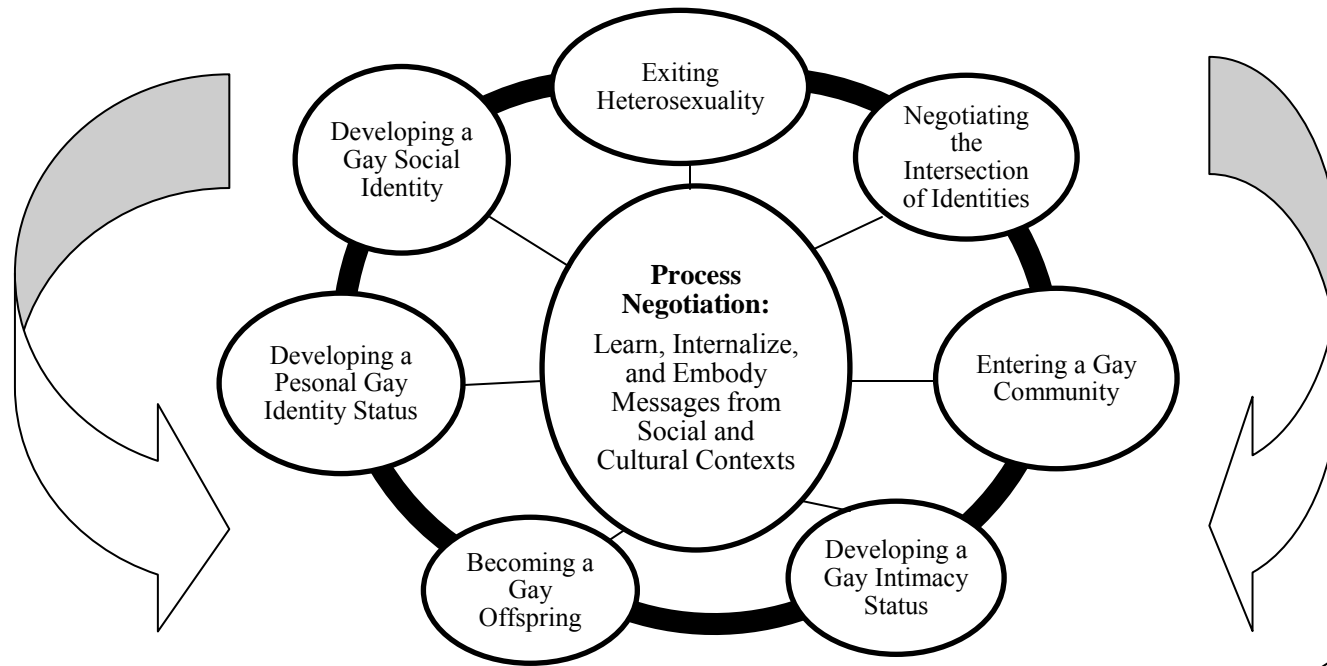 Exiting
Heterosexuality
Negotiating
the
Intersection
of Identities
Developing a
Gay Social
Identity
Process
Negotiation:
Learn, Internalize,
and Embody
Messages from
Social and
Cultural Contexts
Entering a Gay
Community
Developing a
Pesonal Gay
Identity Status
Developing a
Gay Intimacy
Status
Becoming a
Gay
Offspring